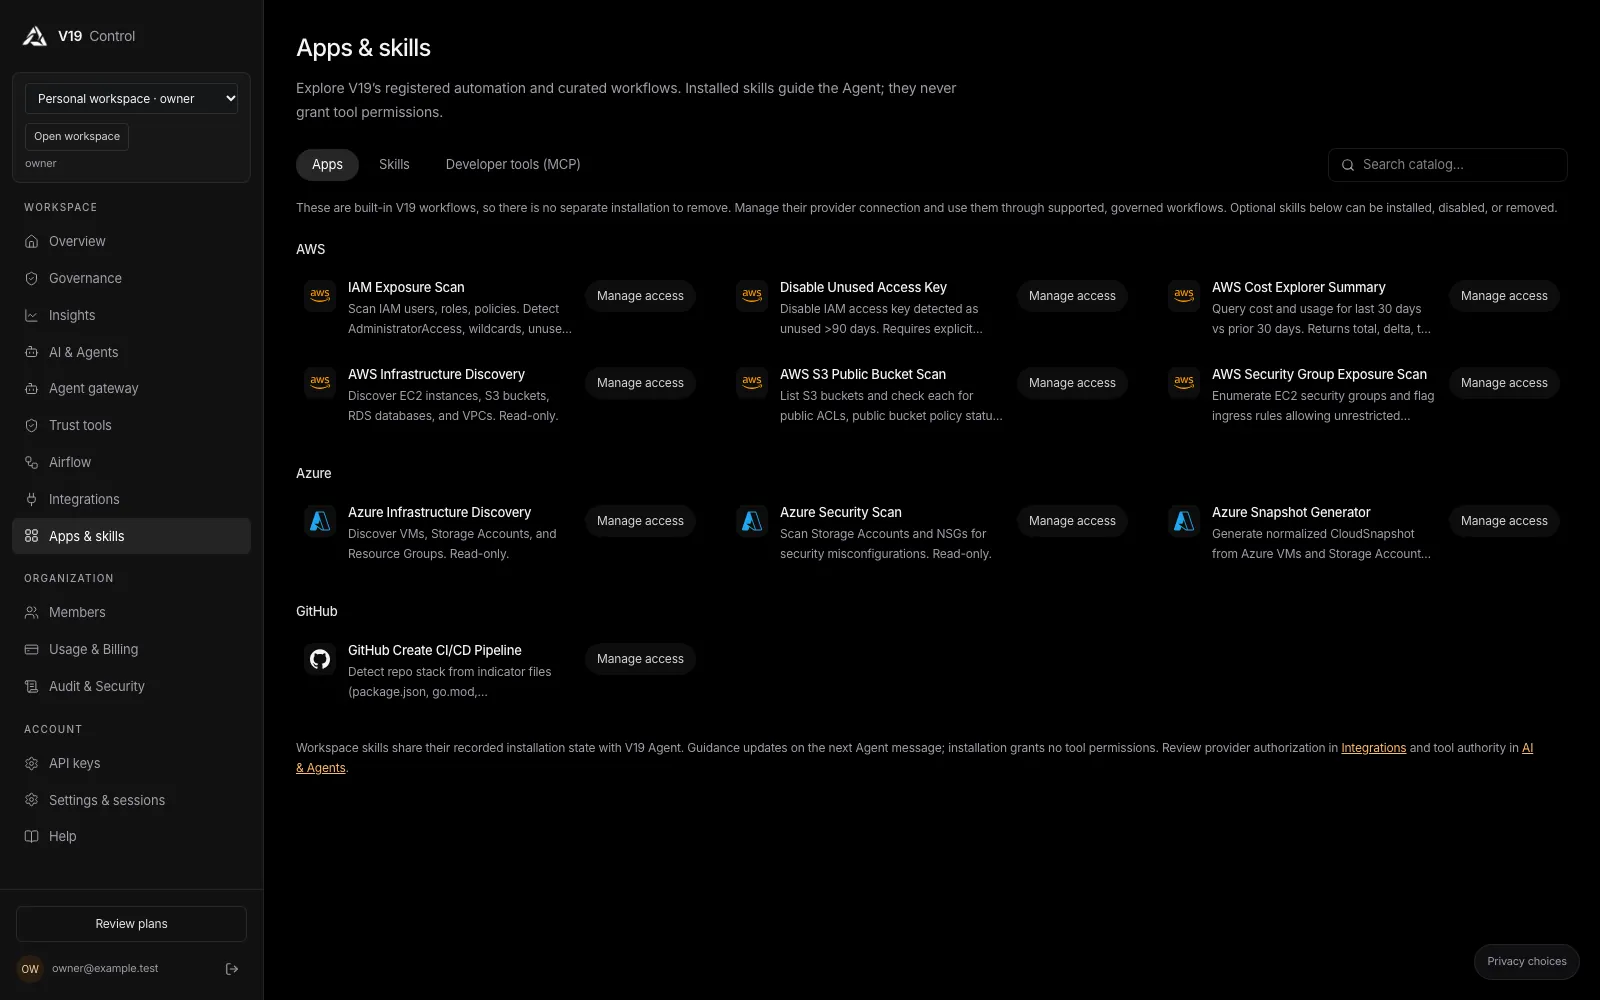 V19 Control
Personal workspace · owner
Open workspace
owner
WORKSPACE
Overview
Governance
Insights
AI & Agents
Agent gateway
Trust tools
Airflow
Integrations
Apps & skills
ORGANIZATION
Members
Usage & Billing
Audit & Security
ACCOUNT
API keys
Settings & sessions
Help
Review plans
OW owner@example.test
Apps & skills
Explore V19's registered automation and curated workflows. Installed skills guide the Agent; they never
grant tool permissions.
Apps Skills Developer tools (MCP)
Search catalog...
These are built-in V19 workflows, so there is no separate installation to remove. Manage their provider connection and use them through supported, governed workflows. Optional skills below can be installed, disabled, or removed.
AWS
aws
IAM Exposure Scan
Scan IAM users, roles, policies. Detect
AdministratorAccess, wildcards, unuse...
Manage access
aws
Disable Unused Access Key
Disable IAM access key detected as
unused >90 days. Requires explicit...
Manage access
aws
AWS Cost Explorer Summary
Query cost and usage for last 30 days
vs prior 30 days. Returns total, delta, t...
Manage access
aws
AWS Infrastructure Discovery
Discover EC2 instances, S3 buckets,
RDS databases, and VPCs. Read-only.
Manage access
aws
AWS S3 Public Bucket Scan
List S3 buckets and check each for
public ACLs, public bucket policy statu...
Manage access
aws
AWS Security Group Exposure Scan
Enumerate EC2 security groups and flag
ingress rules allowing unrestricted...
Manage access
Azure
Azure Infrastructure Discovery
Discover VMs, Storage Accounts, and
Resource Groups. Read-only.
Manage access
Azure Security Scan
Scan Storage Accounts and NSGs for
security misconfigurations. Read-only.
Manage access
Azure Snapshot Generator
Generate normalized CloudSnapshot
from Azure VMs and Storage Account...
Manage access
GitHub
GitHub Create CI/CD Pipeline
Detect repo stack from indicator files
(package.json, go.mod,...
Manage access
Workspace skills share their recorded installation state with V19 Agent. Guidance updates on the next Agent message; installation grants no tool permissions. Review provider authorization in Integrations and tool authority in AI
& Agents.
Privacy choices